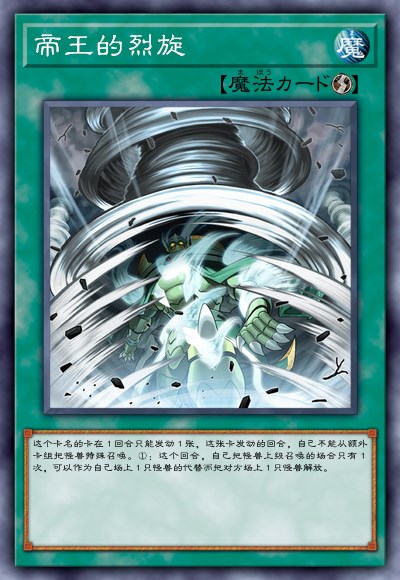 帝王的烈旋
魔
【魔法カード】
まほう
这个卡名的卡在1回合只能发动1张，这张卡发动的回合，自己不能从额外
卡组把怪兽特殊召唤。①：这个回合，自己把怪兽上级召唤的场合只有1
次，可以作为自己场上1只怪兽的代替而把对方场上1只怪兽解放。